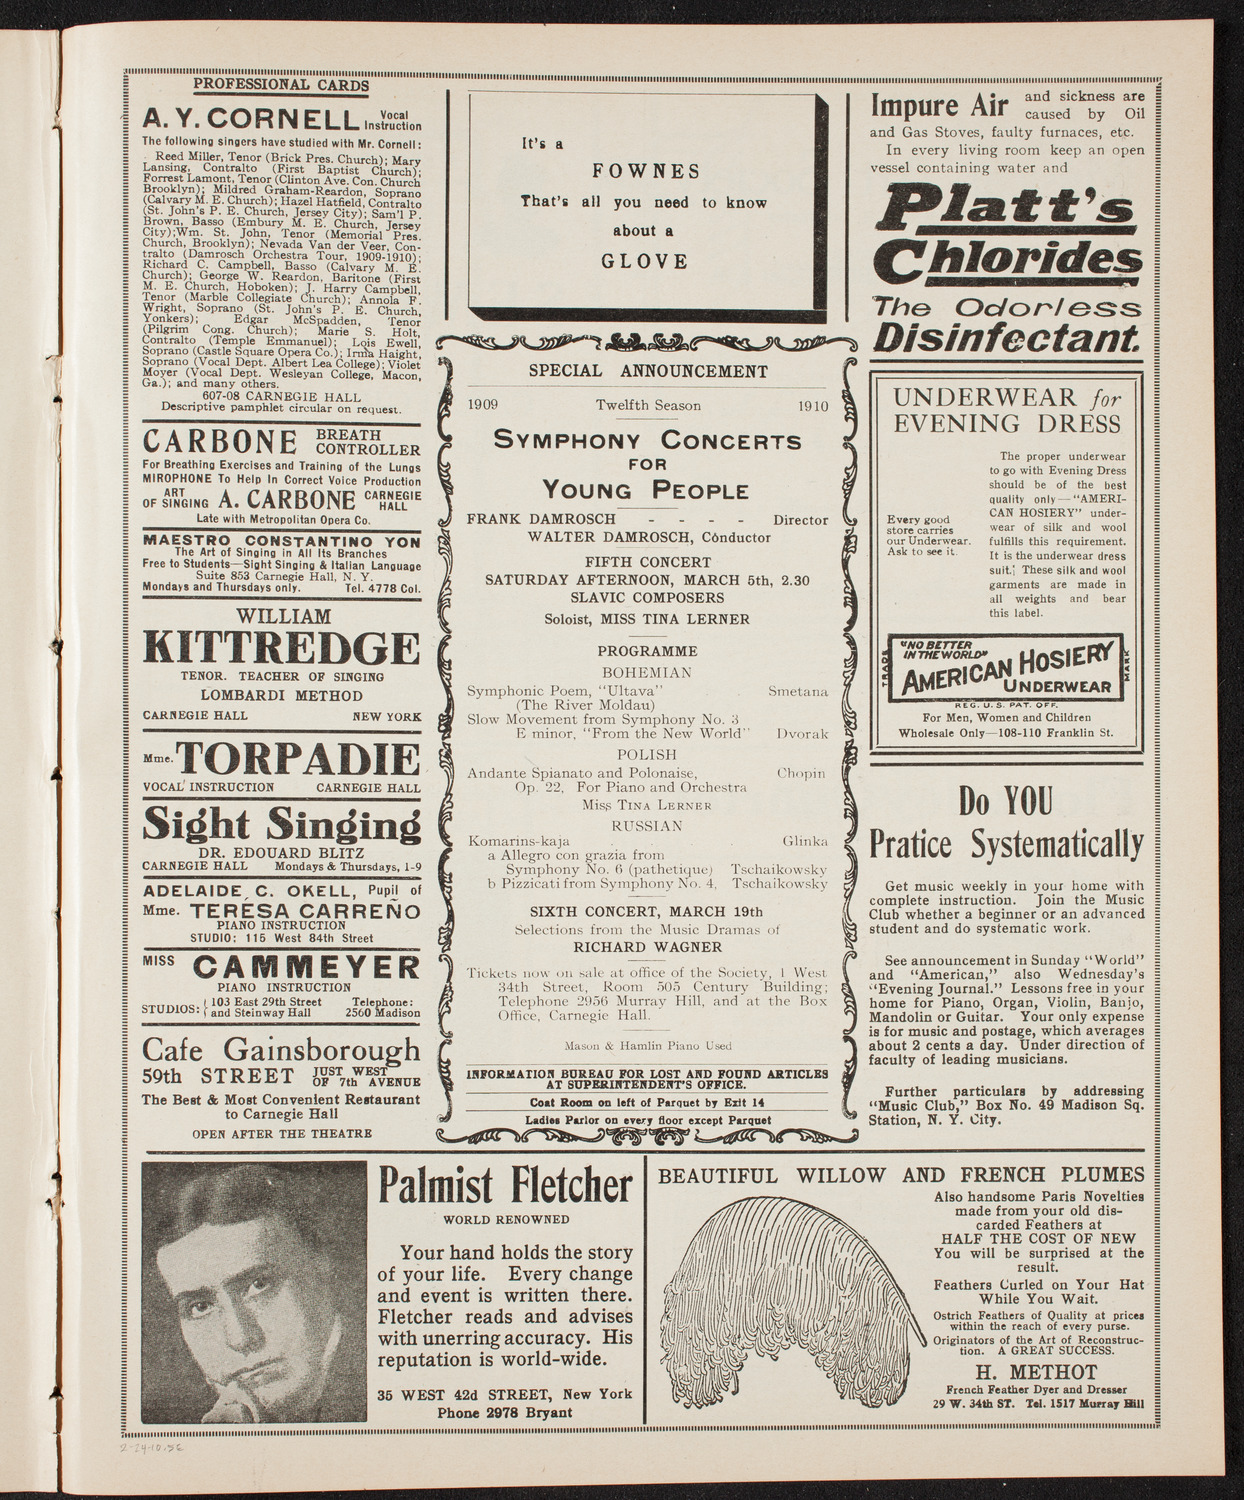 PROFESSIONAL CARDS
A. Y. CORNELL Vocal Instruction
The following singers have studied with Mr. Cornell:
Reed Miller, Tenor (Brick Pres. Church); Mary
Lansing, Contralto (First Baptist Church);
Forrest Lamont, Tenor (Clinton Ave. Con. Church
Brooklyn); Mildred Graham-Reardon, Soprano
(Calvary M. E. Church); Hazel Hatfield, Contralto
(St. John's P. E. Church, Jersey City); Sam'l P.
Brown, Basso (Embury M. E. Church, Jersey
City); Wm. St. John, Tenor (Memorial Pres.
Church, Brooklyn); Nevada Van der Veer, Con-
tralto (Damrosch Orchestra Tour, 1909-1910);
Richard C. Campbell, Basso (Calvary M. E.
Church); George W. Reardon, Baritone (First
M. E. Church, Hoboken); J. Harry Campbell,
Tenor (Marble Collegiate Church); Annola F.
Wright, Soprano (St. John's P. E. Church,
Yonkers); Edgar McSpadden, Tenor
(Pilgrim Cong. Church); Marie S. Holt,
Contralto (Temple Emmanuel); Lois Ewell,
Soprano (Castle Square Opera Co.); Irma Haight,
Soprano (Vocal Dept. Albert Lea College); Violet
Moyer (Vocal Dept. Wesleyan College, Macon,
Ga.); and many others.
607-08 CARNEGIE HALL
Descriptive pamphlet circular on request.
CARBONE BREATH CONTROLLER
For Breathing Exercises and Training of the Lungs
MIROPHONE To Help In Correct Voice Production
ART OF SINGING A. CARBONE CARNEGIE HALL
Late with Metropolitan Opera Co.
MAESTRO CONSTANTINO YON
The Art of Singing in All Its Branches
Free to Students—Sight Singing & Italian Language
Suite 853 Carnegie Hall, N. Y.
Mondays and Thursdays only. Tel. 4778 Col.
WILLIAM
KITTREDGE
TENOR. TEACHER OF SINGING
LOMBARDI METHOD
CARNEGIE HALL NEW YORK
Mme. TORPADIE
VOCAL INSTRUCTION CARNEGIE HALL
Sight Singing
DR. EDOUARD BLITZ
CARNEGIE HALL Mondays & Thursdays, 1-9
ADELAIDE C. OKELL, Pupil of
Mme. TERESA CARREÑO
PIANO INSTRUCTION
STUDIO: 115 West 84th Street
MISS CAMMEYER
PIANO INSTRUCTION
STUDIOS: { 103 East 29th Street Telephone:
and Steinway Hall 2560 Madison
Cafe Gainsborough
59th STREET JUST WEST OF 7th AVENUE
The Best & Most Convenient Restaurant
to Carnegie Hall
OPEN AFTER THE THEATRE
It's a
FOWNES
That's all you need to know
about a
GLOVE
SPECIAL ANNOUNCEMENT
1909 Twelfth Season 1910
SYMPHONY CONCERTS
FOR
YOUNG PEOPLE
FRANK DAMROSCH - - - - Director
WALTER DAMROSCH, Conductor
FIFTH CONCERT
SATURDAY AFTERNOON, MARCH 5th, 2.30
SLAVIC COMPOSERS
Soloist, MISS TINA LERNER
PROGRAMME
BOHEMIAN
Symphonic Poem, "Ultava" Smetana
(The River Moldau)
Slow Movement from Symphony No. 3
E minor, "From the New World" Dvorak
POLISH
Andante Spianato and Polonaise, Chopin
Op. 22, For Piano and Orchestra
Miss TINA LERNER
RUSSIAN
Komarins-kaja Glinka
a Allegro con grazia from
Symphony No. 6 (pathetique) Tschaikowsky
b Pizzicati from Symphony No. 4, Tschaikowsky
SIXTH CONCERT, MARCH 19th
Selections from the Music Dramas of
RICHARD WAGNER
Tickets now on sale at office of the Society, 1 West
34th Street, Room 505 Century Building;
Telephone 2956 Murray Hill, and at the Box
Office, Carnegie Hall.
Mason & Hamlin Piano Used
INFORMATION BUREAU FOR LOST AND FOUND ARTICLES
AT SUPERINTENDENT'S OFFICE.
Coat Room on left of Parquet by Exit 14
Ladies Parlor on every floor except Parquet
Impure Air and sickness are
caused by Oil
and Gas Stoves, faulty furnaces, etc.
In every living room keep an open
vessel containing water and
Platt's
Chlorides
The Odorless
Disinfectant.
UNDERWEAR for
EVENING DRESS
Every good
store carries
our Underwear.
Ask to see it.
The proper underwear
to go with Evening Dress
should be of the best
quality only—"AMERI-
CAN HOSIERY" under-
wear of silk and wool
fulfills this requirement.
It is the underwear dress
suit. These silk and wool
garments are made in
all weights and bear
this label.
TRADE MARK
"NO BETTER
IN THE WORLD"
AMERICAN HOSIERY
UNDERWEAR
REG. U. S. PAT. OFF.
For Men, Women and Children
Wholesale Only—108-110 Franklin St.
Do YOU
Pratice Systematically
Get music weekly in your home with
complete instruction. Join the Music
Club whether a beginner or an advanced
student and do systematic work.
See announcement in Sunday "World"
and "American," also Wednesday's
"Evening Journal." Lessons free in your
home for Piano, Organ, Violin, Banjo,
Mandolin or Guitar. Your only expense
is for music and postage, which averages
about 2 cents a day. Under direction of
faculty of leading musicians.
Further particulars by addressing
"Music Club," Box No. 49 Madison Sq.
Station, N. Y. City.
Palmist Fletcher
WORLD RENOWNED
Your hand holds the story
of your life. Every change
and event is written there.
Fletcher reads and advises
with unerring accuracy. His
reputation is world-wide.
35 WEST 42d STREET, New York
Phone 2978 Bryant
BEAUTIFUL WILLOW AND FRENCH PLUMES
Also handsome Paris Novelties
made from your old dis-
carded Feathers at
HALF THE COST OF NEW
You will be surprised at the
result.
Feathers Curled on Your Hat
While You Wait.
Ostrich Feathers of Quality at prices
within the reach of every purse.
Originators of the Art of Reconstruc-
tion. A GREAT SUCCESS.
H. METHOT
French Feather Dyer and Dresser
29 W. 34th ST. Tel. 1517 Murray Hill
2-24-10.5E